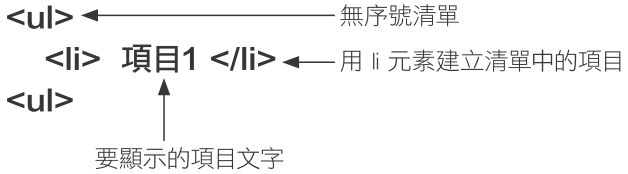 <ul> 無序號清單
<li> 項目1 </li> 用 li 元素建立清單中的項目
<ul>
要顯示的項目文字